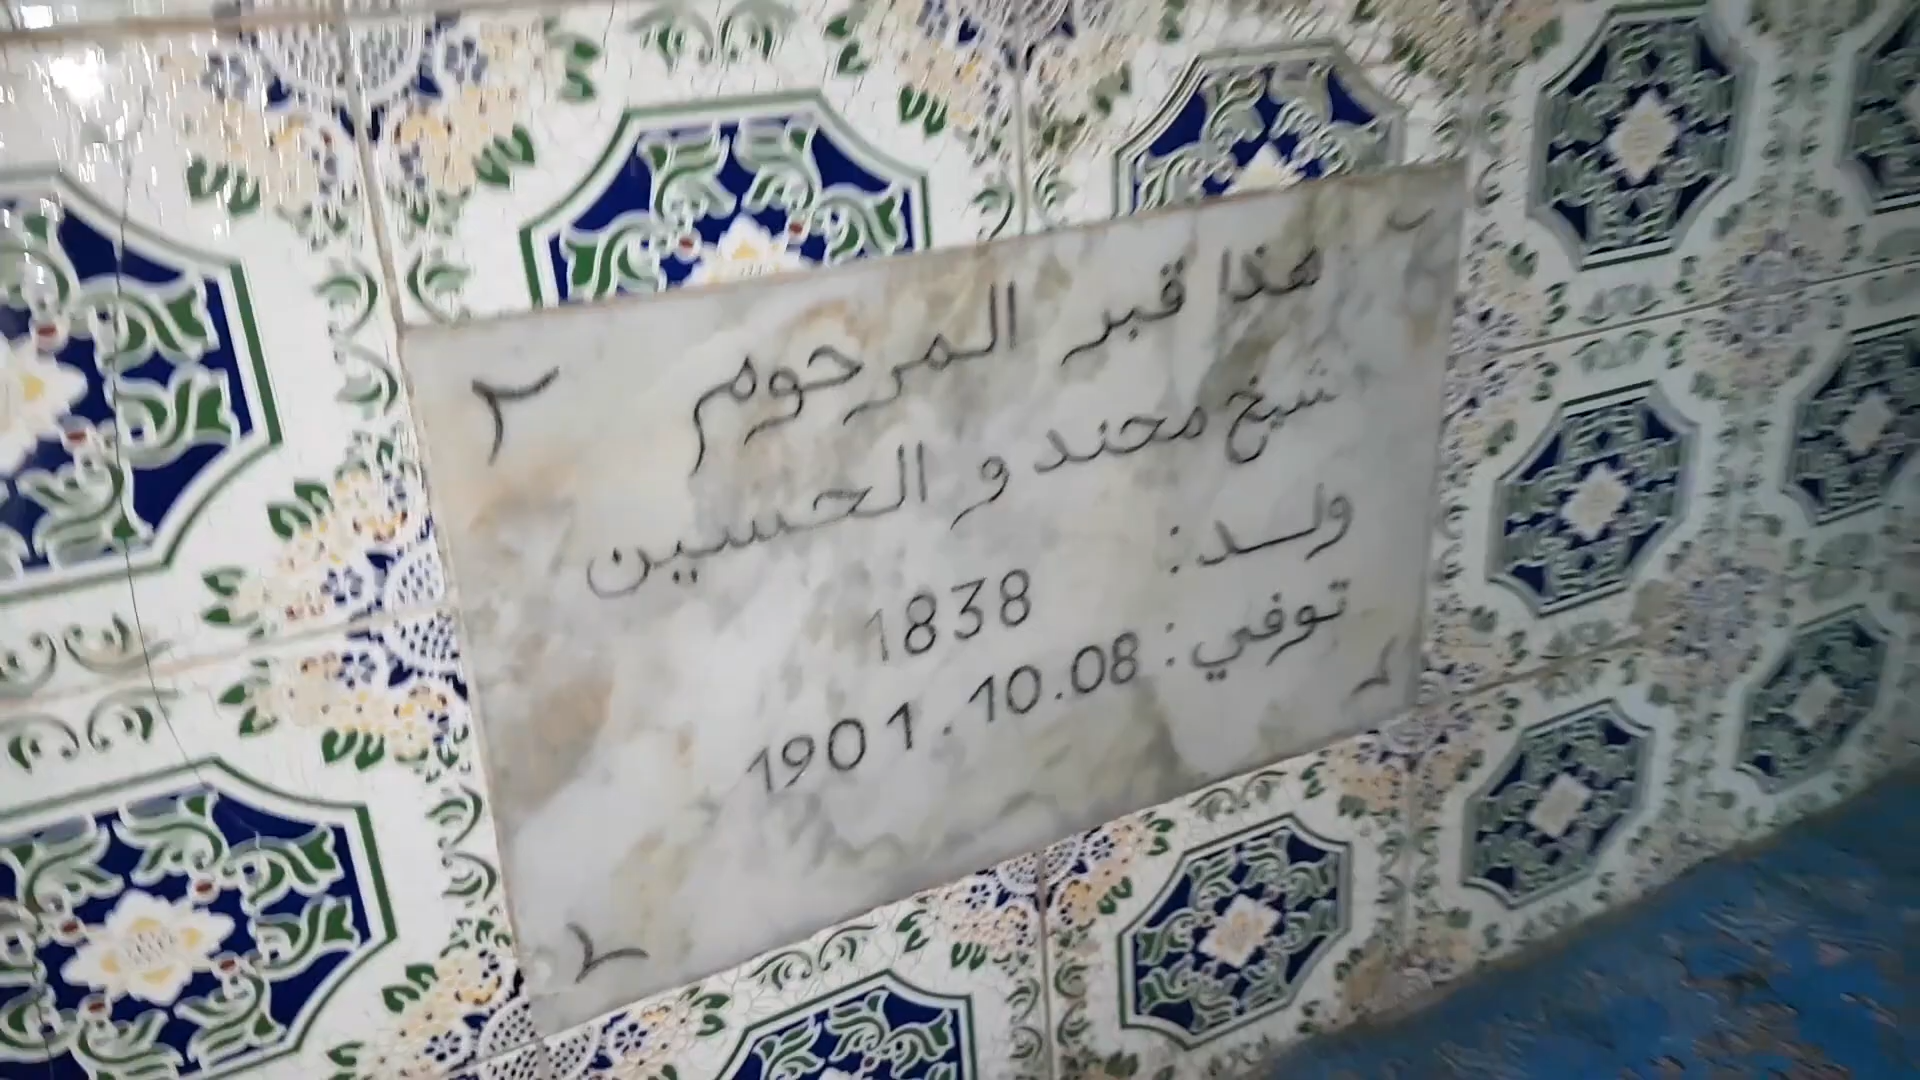 هذا قبر المرحوم
شيخ محند و الحسين
ولد: 1838
توفي: 1901.10.08